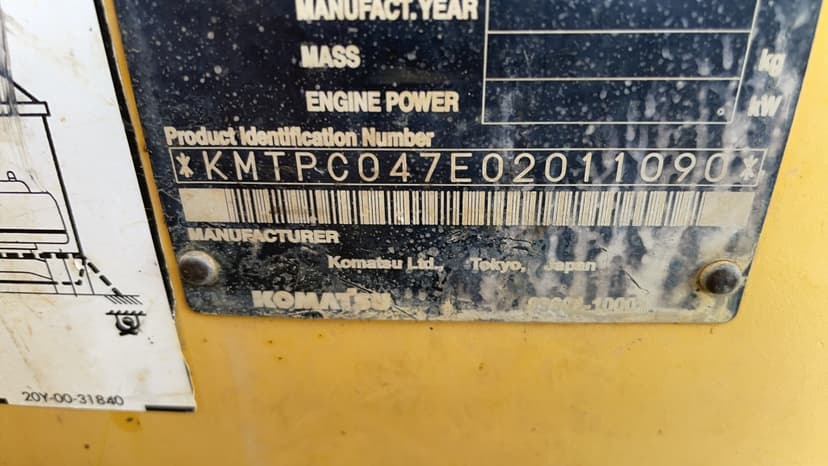 MANUFACT.YEAR
MASS kg
ENGINE POWER kW
Product Identification Number
*KMTPC047E02011090*
MANUFACTURER
Komatsu Ltd., Tokyo, Japan
KOMATSU
20Y-00-31840